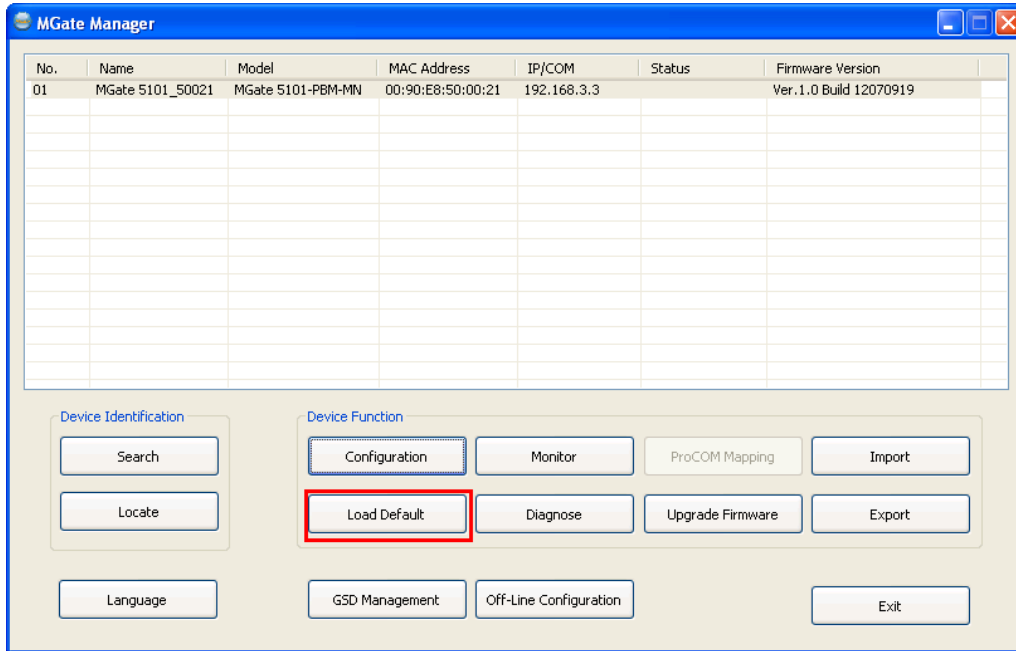 MGate Manager
No. Name Model MAC Address IP/COM Status Firmware Version
01 MGate 5101_50021 MGate 5101-PBM-MN 00:90:E8:50:00:21 192.168.3.3 Ver.1.0 Build 12070919
Device Identification Device Function
Search Configuration Monitor ProCOM Mapping Import
Locate Load Default Diagnose Upgrade Firmware Export
Language GSD Management Off-Line Configuration Exit